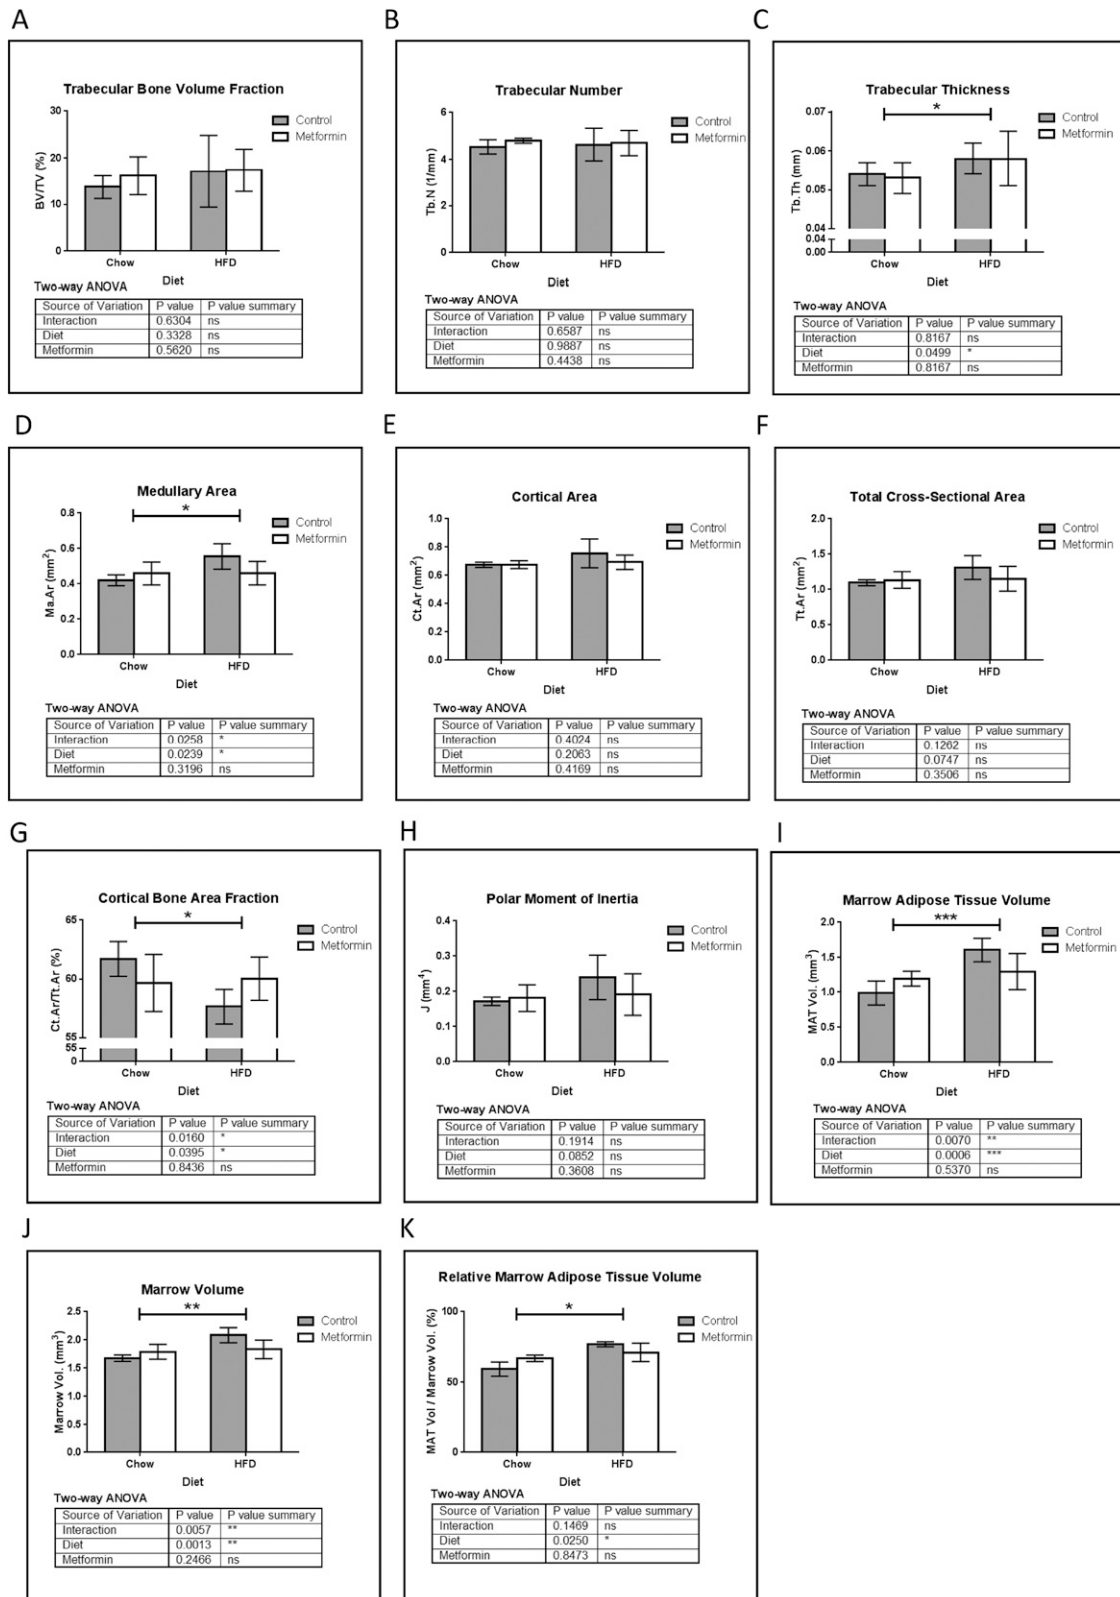 A
Trabecular Bone Volume Fraction
BV/TV (%)
30
20
10
0
Control
Metformin
Chow HFD
Diet
Two-way ANOVA
Source of Variation P value P value summary
Interaction 0.6304 ns
Diet 0.3328 ns
Metformin 0.5620 ns
B
Trabecular Number
Tb.N (1/mm)
6
4
2
0
Control
Metformin
Chow HFD
Diet
Two-way ANOVA
Source of Variation P value P value summary
Interaction 0.6587 ns
Diet 0.9887 ns
Metformin 0.4438 ns
C
Trabecular Thickness
*
Tb.Th (mm)
0.07
0.06
0.05
0.04
0.04
0.00
Control
Metformin
Chow HFD
Diet
Two-way ANOVA
Source of Variation P value P value summary
Interaction 0.8167 ns
Diet 0.0499 *
Metformin 0.8167 ns
D
Medullary Area
*
Ma.Ar (mm²)
0.8
0.6
0.4
0.2
0.0
Control
Metformin
Chow HFD
Diet
Two-way ANOVA
Source of Variation P value P value summary
Interaction 0.0258 *
Diet 0.0239 *
Metformin 0.3196 ns
E
Cortical Area
Ct.Ar (mm²)
1.0
0.8
0.6
0.4
0.2
0.0
Control
Metformin
Chow HFD
Diet
Two-way ANOVA
Source of Variation P value P value summary
Interaction 0.4024 ns
Diet 0.2063 ns
Metformin 0.4169 ns
F
Total Cross-Sectional Area
Tt.Ar (mm²)
2.0
1.5
1.0
0.5
0.0
Control
Metformin
Chow HFD
Diet
Two-way ANOVA
Source of Variation P value P value summary
Interaction 0.1262 ns
Diet 0.0747 ns
Metformin 0.3506 ns
G
Cortical Bone Area Fraction
*
Ct.Ar/Tt.Ar (%)
65
60
55
55
0
Control
Metformin
Chow HFD
Diet
Two-way ANOVA
Source of Variation P value P value summary
Interaction 0.0160 *
Diet 0.0395 *
Metformin 0.8436 ns
H
Polar Moment of Inertia
J (mm⁴)
0.4
0.3
0.2
0.1
0.0
Control
Metformin
Chow HFD
Diet
Two-way ANOVA
Source of Variation P value P value summary
Interaction 0.1914 ns
Diet 0.0852 ns
Metformin 0.3608 ns
I
Marrow Adipose Tissue Volume
***
MAT Vol. (mm³)
2.0
1.5
1.0
0.5
0.0
Control
Metformin
Chow HFD
Diet
Two-way ANOVA
Source of Variation P value P value summary
Interaction 0.0070 **
Diet 0.0006 ***
Metformin 0.5370 ns
J
Marrow Volume
**
Marrow Vol. (mm³)
2.5
2.0
1.5
1.0
0.5
0.0
Control
Metformin
Chow HFD
Diet
Two-way ANOVA
Source of Variation P value P value summary
Interaction 0.0057 **
Diet 0.0013 **
Metformin 0.2466 ns
K
Relative Marrow Adipose Tissue Volume
*
MAT Vol / Marrow Vol. (%)
100
50
0
Control
Metformin
Chow HFD
Diet
Two-way ANOVA
Source of Variation P value P value summary
Interaction 0.1469 ns
Diet 0.0250 *
Metformin 0.8473 ns